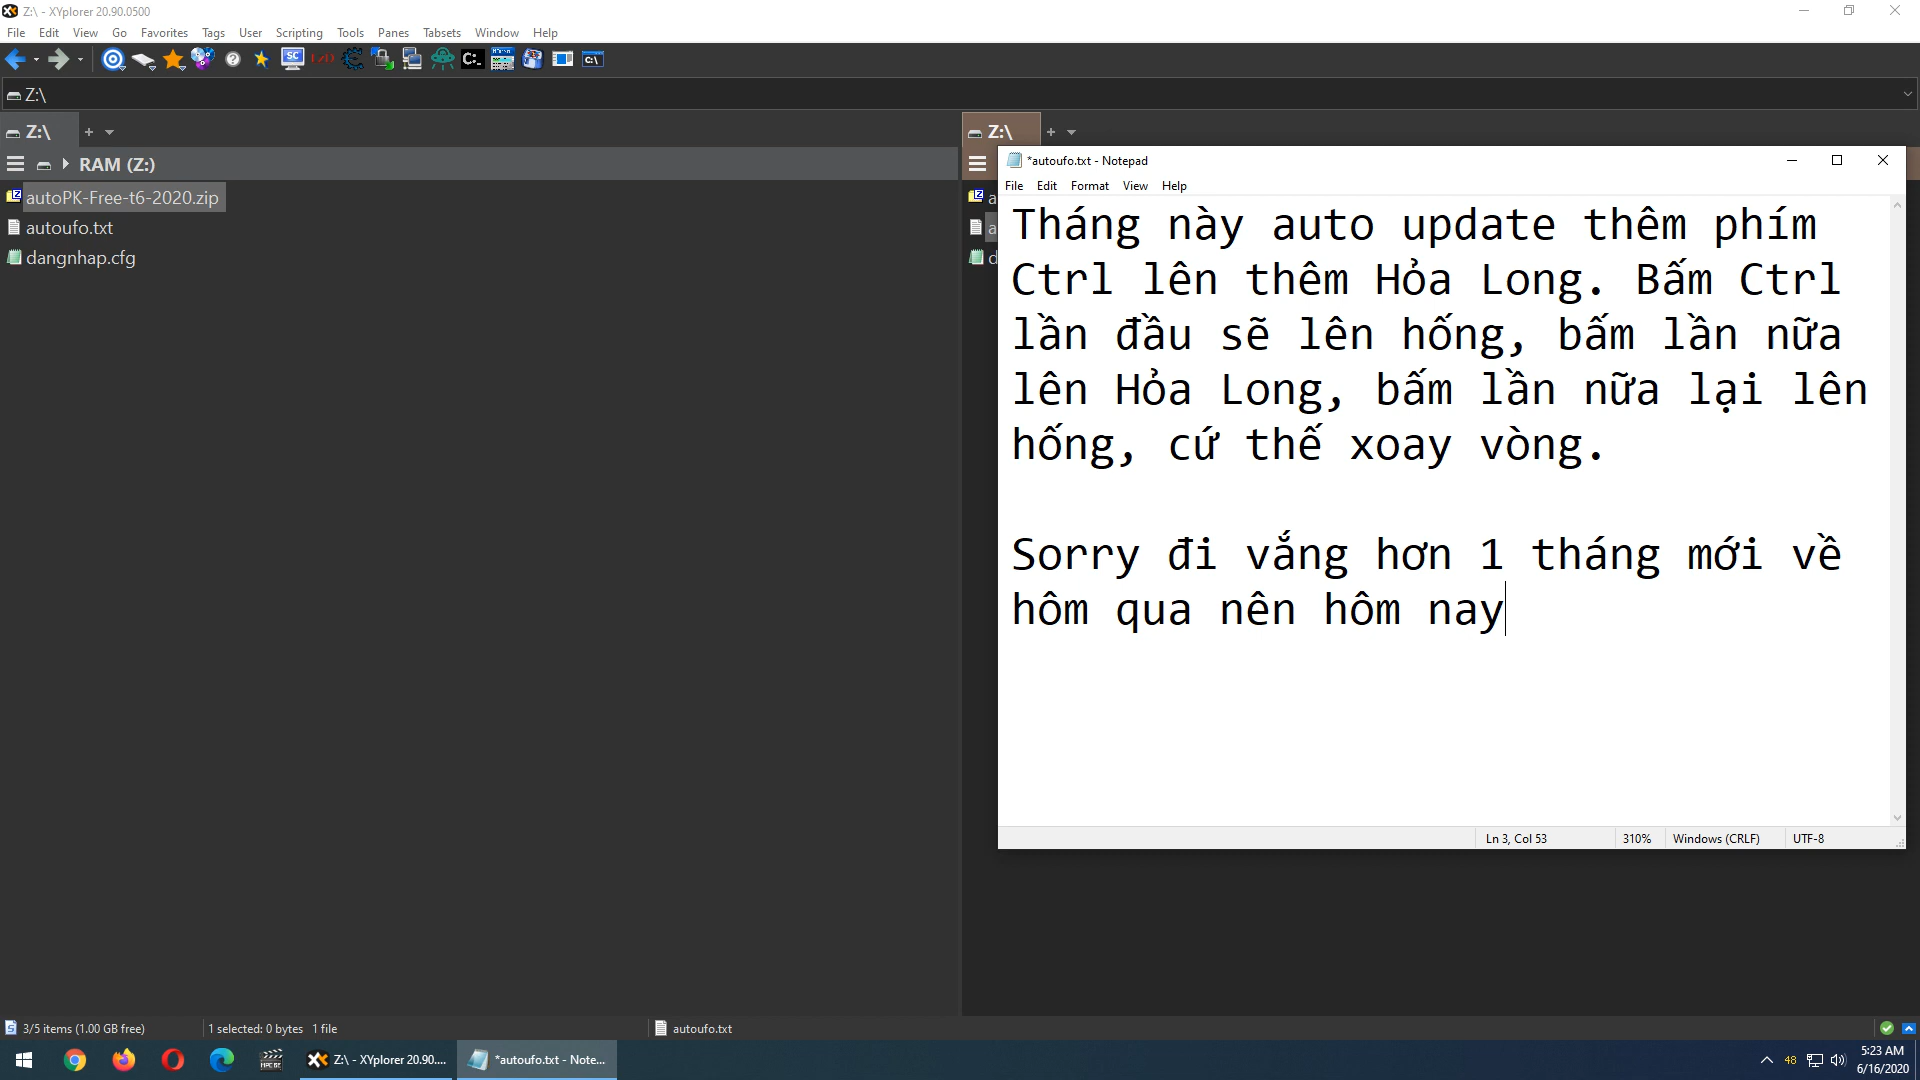 Z:\ - XYplorer 20.90.0500
File Edit View Go Favorites Tags User Scripting Tools Panes Tabsets Window Help
Z:\
Z:\
Z:\
RAM (Z:)
autoPK-Free-t6-2020.zip
autoufo.txt
dangnhap.cfg
*autoufo.txt - Notepad
File Edit Format View Help
Tháng này auto update thêm phím
Ctrl lên thêm Hỏa Long. Bấm Ctrl
lần đầu sẽ lên hống, bấm lần nữa
lên Hỏa Long, bấm lần nữa lại lên
hống, cứ thế xoay vòng.
Sorry đi vắng hơn 1 tháng mới về
hôm qua nên hôm nay
Ln 3, Col 53 310% Windows (CRLF) UTF-8
3/5 items (1.00 GB free) 1 selected: 0 bytes 1 file autoufo.txt
Z:\ - XYplorer 20.90.... *autoufo.txt - Note... 48 5:23 AM
6/16/2020